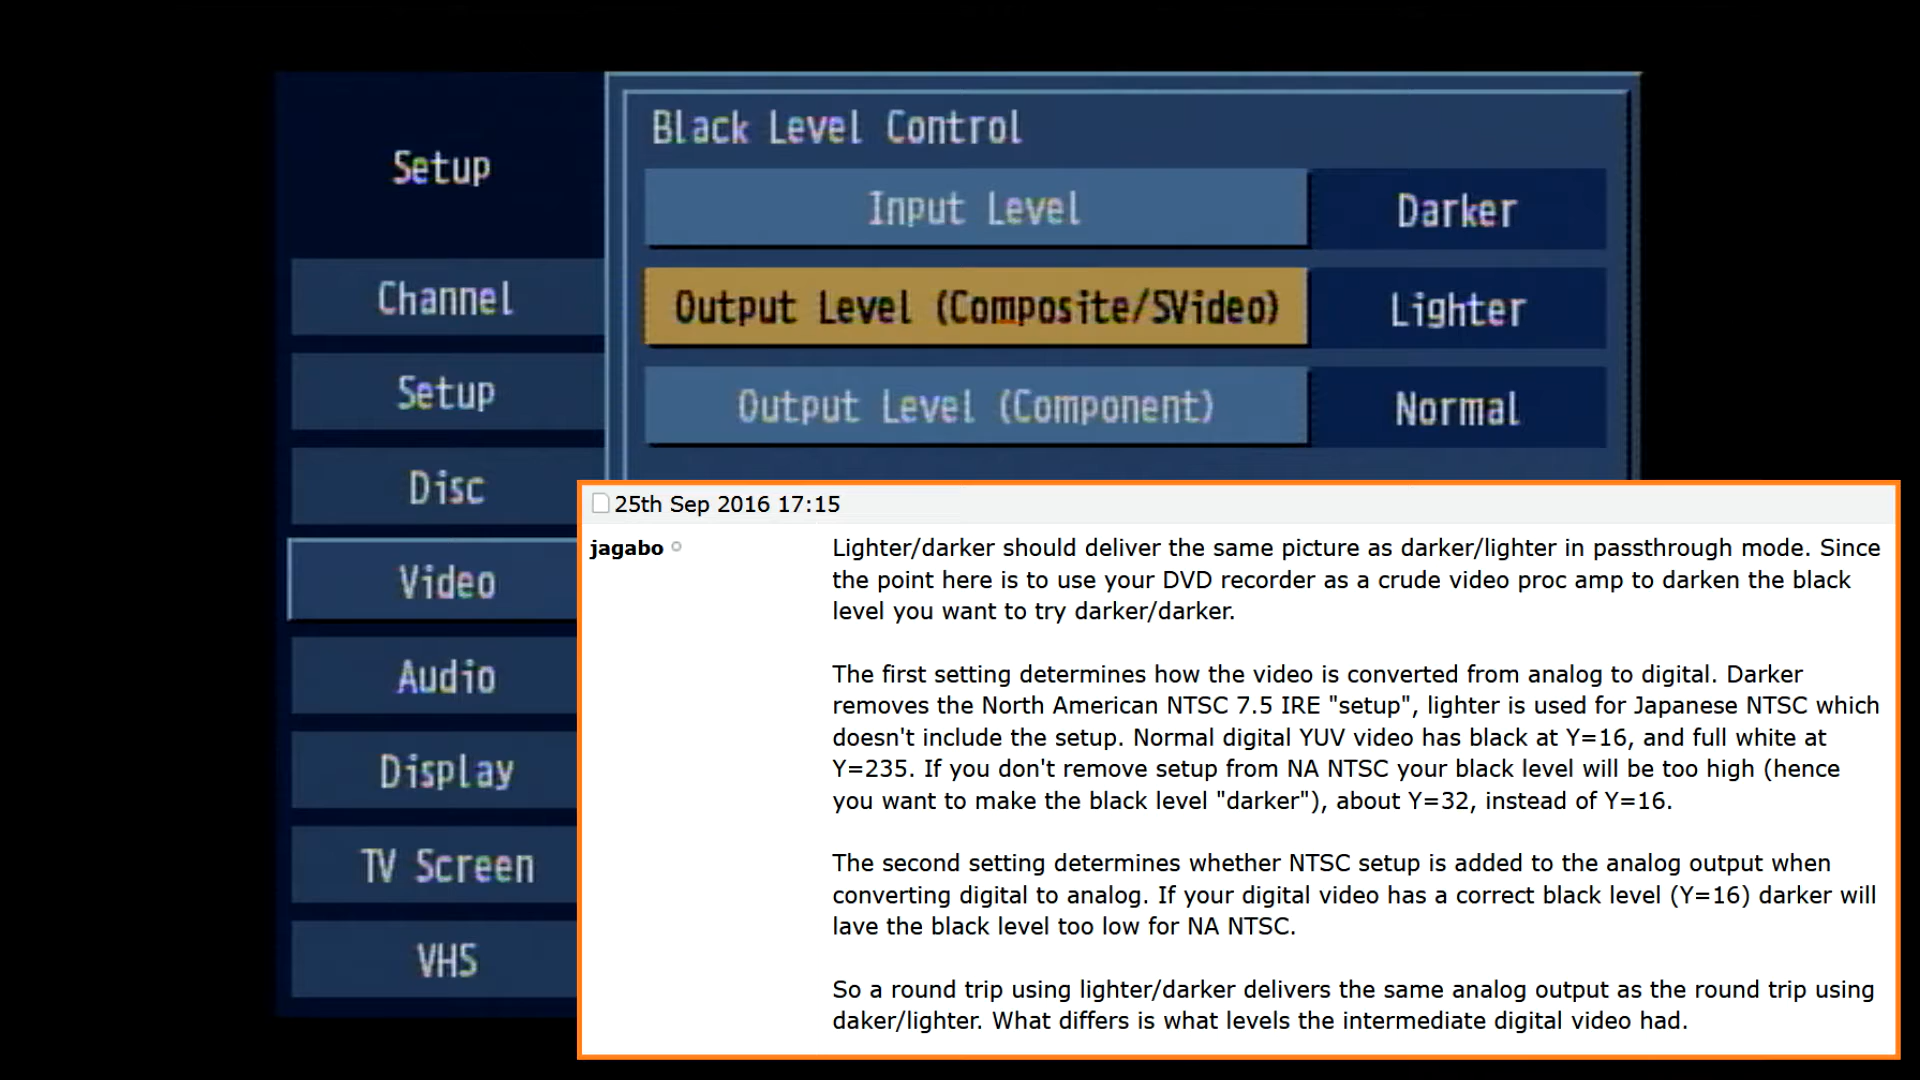 Setup
Channel
Setup
Disc
Video
Audio
Display
TV Screen
VHS
Black Level Control
Input Level Darker
Output Level (Composite/SVideo) Lighter
Output Level (Component) Normal
25th Sep 2016 17:15
jagabo
Lighter/darker should deliver the same picture as darker/lighter in passthrough mode. Since
the point here is to use your DVD recorder as a crude video proc amp to darken the black
level you want to try darker/darker.
The first setting determines how the video is converted from analog to digital. Darker
removes the North American NTSC 7.5 IRE "setup", lighter is used for Japanese NTSC which
doesn't include the setup. Normal digital YUV video has black at Y=16, and full white at
Y=235. If you don't remove setup from NA NTSC your black level will be too high (hence
you want to make the black level "darker"), about Y=32, instead of Y=16.
The second setting determines whether NTSC setup is added to the analog output when
converting digital to analog. If your digital video has a correct black level (Y=16) darker will
lave the black level too low for NA NTSC.
So a round trip using lighter/darker delivers the same analog output as the round trip using
daker/lighter. What differs is what levels the intermediate digital video had.